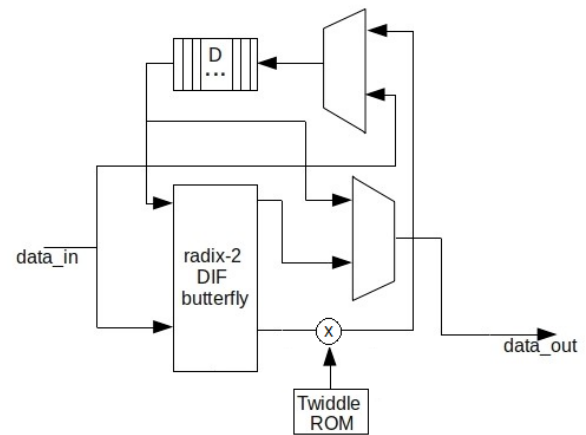 D
...
data_in
radix-2
DIF
butterfly
x
data_out
Twiddle
ROM